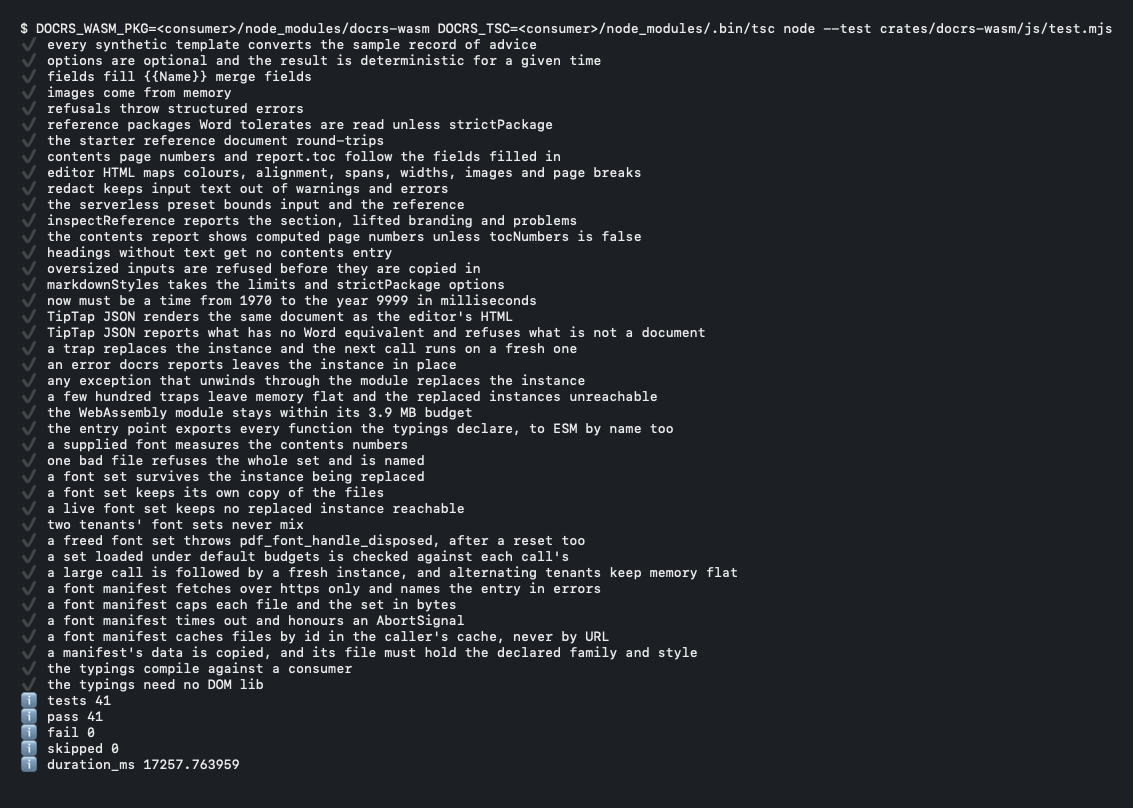 $ DOCRS_WASM_PKG=<consumer>/node_modules/docrs-wasm DOCRS_TSC=<consumer>/node_modules/.bin/tsc node --test crates/docrs-wasm/js/test.mjs
✔ every synthetic template converts the sample record of advice
✔ options are optional and the result is deterministic for a given time
✔ fields fill {{Name}} merge fields
✔ images come from memory
✔ refusals throw structured errors
✔ reference packages Word tolerates are read unless strictPackage
✔ the starter reference document round-trips
✔ contents page numbers and report.toc follow the fields filled in
✔ editor HTML maps colours, alignment, spans, widths, images and page breaks
✔ redact keeps input text out of warnings and errors
✔ the serverless preset bounds input and the reference
✔ inspectReference reports the section, lifted branding and problems
✔ the contents report shows computed page numbers unless tocNumbers is false
✔ headings without text get no contents entry
✔ oversized inputs are refused before they are copied in
✔ markdownStyles takes the limits and strictPackage options
✔ now must be a time from 1970 to the year 9999 in milliseconds
✔ TipTap JSON renders the same document as the editor's HTML
✔ TipTap JSON reports what has no Word equivalent and refuses what is not a document
✔ a trap replaces the instance and the next call runs on a fresh one
✔ an error docrs reports leaves the instance in place
✔ any exception that unwinds through the module replaces the instance
✔ a few hundred traps leave memory flat and the replaced instances unreachable
✔ the WebAssembly module stays within its 3.9 MB budget
✔ the entry point exports every function the typings declare, to ESM by name too
✔ a supplied font measures the contents numbers
✔ one bad file refuses the whole set and is named
✔ a font set survives the instance being replaced
✔ a font set keeps its own copy of the files
✔ a live font set keeps no replaced instance reachable
✔ two tenants' font sets never mix
✔ a freed font set throws pdf_font_handle_disposed, after a reset too
✔ a set loaded under default budgets is checked against each call's
✔ a large call is followed by a fresh instance, and alternating tenants keep memory flat
✔ a font manifest fetches over https only and names the entry in errors
✔ a font manifest caps each file and the set in bytes
✔ a font manifest times out and honours an AbortSignal
✔ a font manifest caches files by id in the caller's cache, never by URL
✔ a manifest's data is copied, and its file must hold the declared family and style
✔ the typings compile against a consumer
✔ the typings need no DOM lib
ℹ tests 41
ℹ pass 41
ℹ fail 0
ℹ skipped 0
ℹ duration_ms 17257.763959